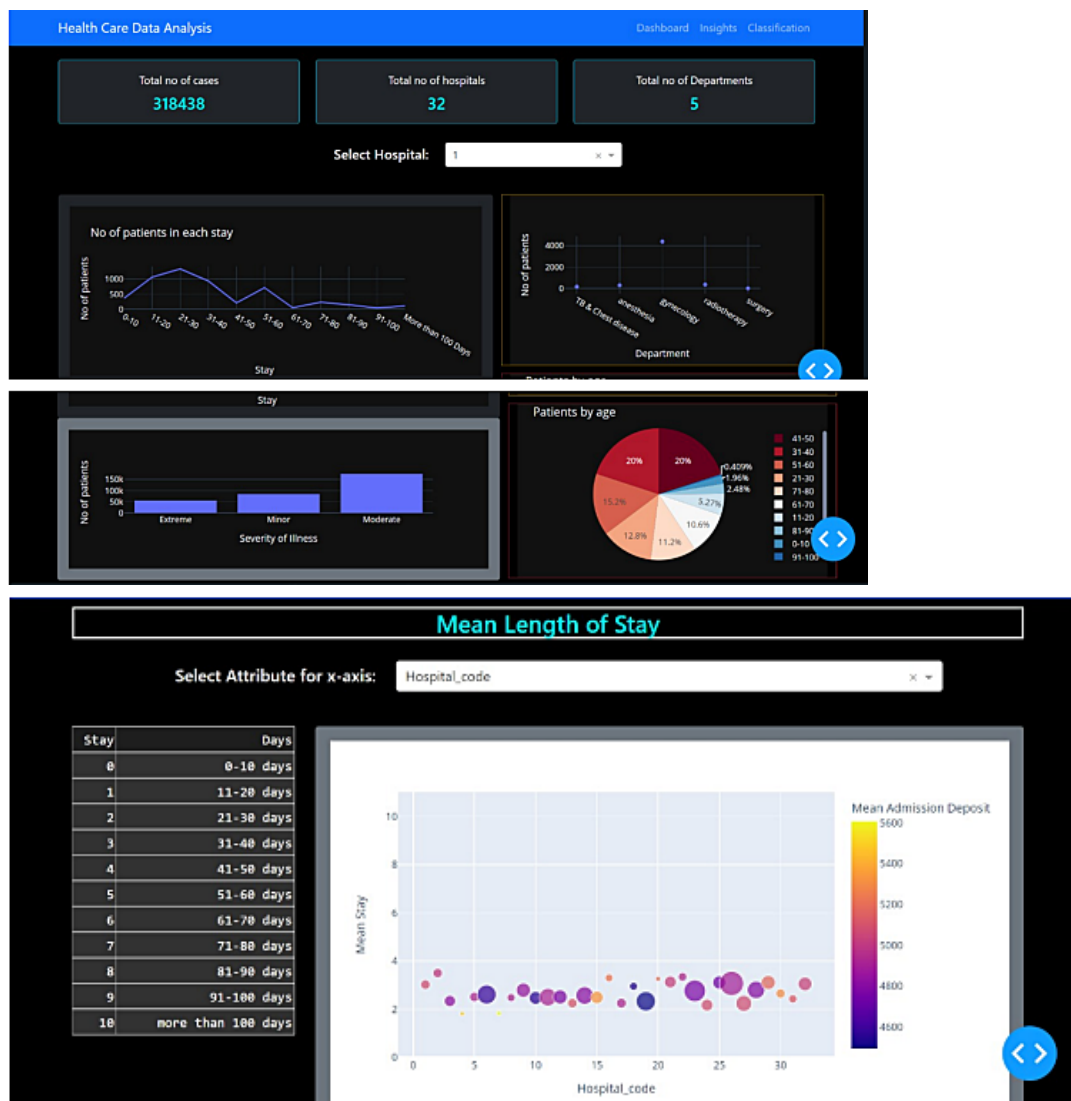 Health Care Data Analysis
Dashboard Insights Classification
Total no of cases
318438
Total no of hospitals
32
Total no of Departments
5
Select Hospital: 1
No of patients in each stay
No of patients
1000
500
0
0-10 11-20 21-30 31-40 41-50 51-60 61-70 71-80 81-90 91-100 More than 100 Days
Stay
No of patients
4000
2000
0
TB & Chest disease anesthesia gynecology radiotherapy surgery
Department
Patients by age
Stay
No of patients
150k
100k
50k
0
Extreme Minor Moderate
Severity of Illness
Patients by age
20% 20%
0.409%
1.96%
2.48%
5.27%
10.6%
11.2%
12.8%
15.2%
41-50
31-40
51-60
21-30
71-80
61-70
11-20
81-90
0-10
91-100
Mean Length of Stay
Select Attribute for x-axis: Hospital_code
Stay Days
0 0-10 days
1 11-20 days
2 21-30 days
3 31-40 days
4 41-50 days
5 51-60 days
6 61-70 days
7 71-80 days
8 81-90 days
9 91-100 days
10 more than 100 days
Mean Stay
10
8
6
4
2
0
0 5 10 15 20 25 30
Hospital_code
Mean Admission Deposit
5600
5400
5200
5000
4800
4600